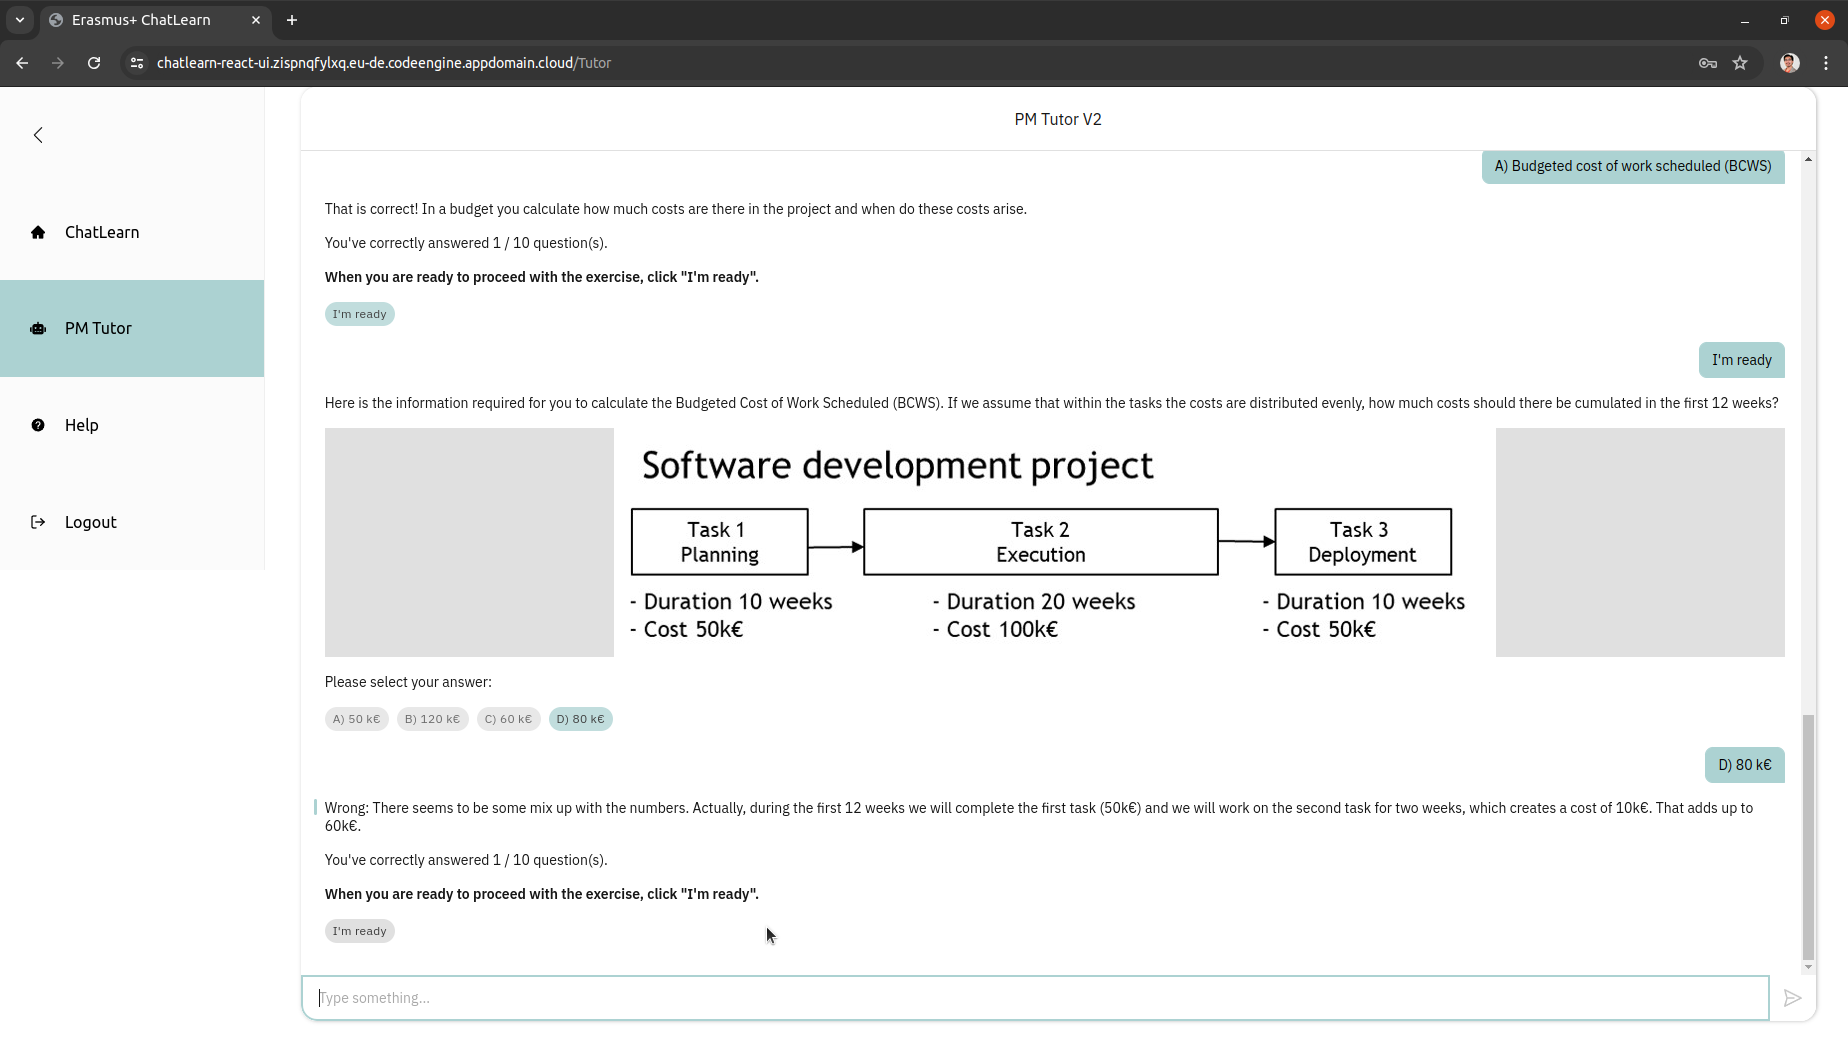 Erasmus+ ChatLearn
chatlearn-react-ui.zispnqfylxq.eu-de.codeengine.appdomain.cloud/Tutor
PM Tutor V2
ChatLearn
PM Tutor
Help
Logout
A) Budgeted cost of work scheduled (BCWS)
That is correct! In a budget you calculate how much costs are there in the project and when do these costs arise.
You've correctly answered 1 / 10 question(s).
When you are ready to proceed with the exercise, click "I'm ready".
I'm ready
I'm ready
Here is the information required for you to calculate the Budgeted Cost of Work Scheduled (BCWS). If we assume that within the tasks the costs are distributed evenly, how much costs should there be cumulated in the first 12 weeks?
Software development project
Task 1
Planning
- Duration 10 weeks
- Cost 50k€
Task 2
Execution
- Duration 20 weeks
- Cost 100k€
Task 3
Deployment
- Duration 10 weeks
- Cost 50k€
Please select your answer:
A) 50 k€ B) 120 k€ C) 60 k€ D) 80 k€
D) 80 k€
Wrong: There seems to be some mix up with the numbers. Actually, during the first 12 weeks we will complete the first task (50k€) and we will work on the second task for two weeks, which creates a cost of 10k€. That adds up to
60k€.
You've correctly answered 1 / 10 question(s).
When you are ready to proceed with the exercise, click "I'm ready".
I'm ready
Type something...